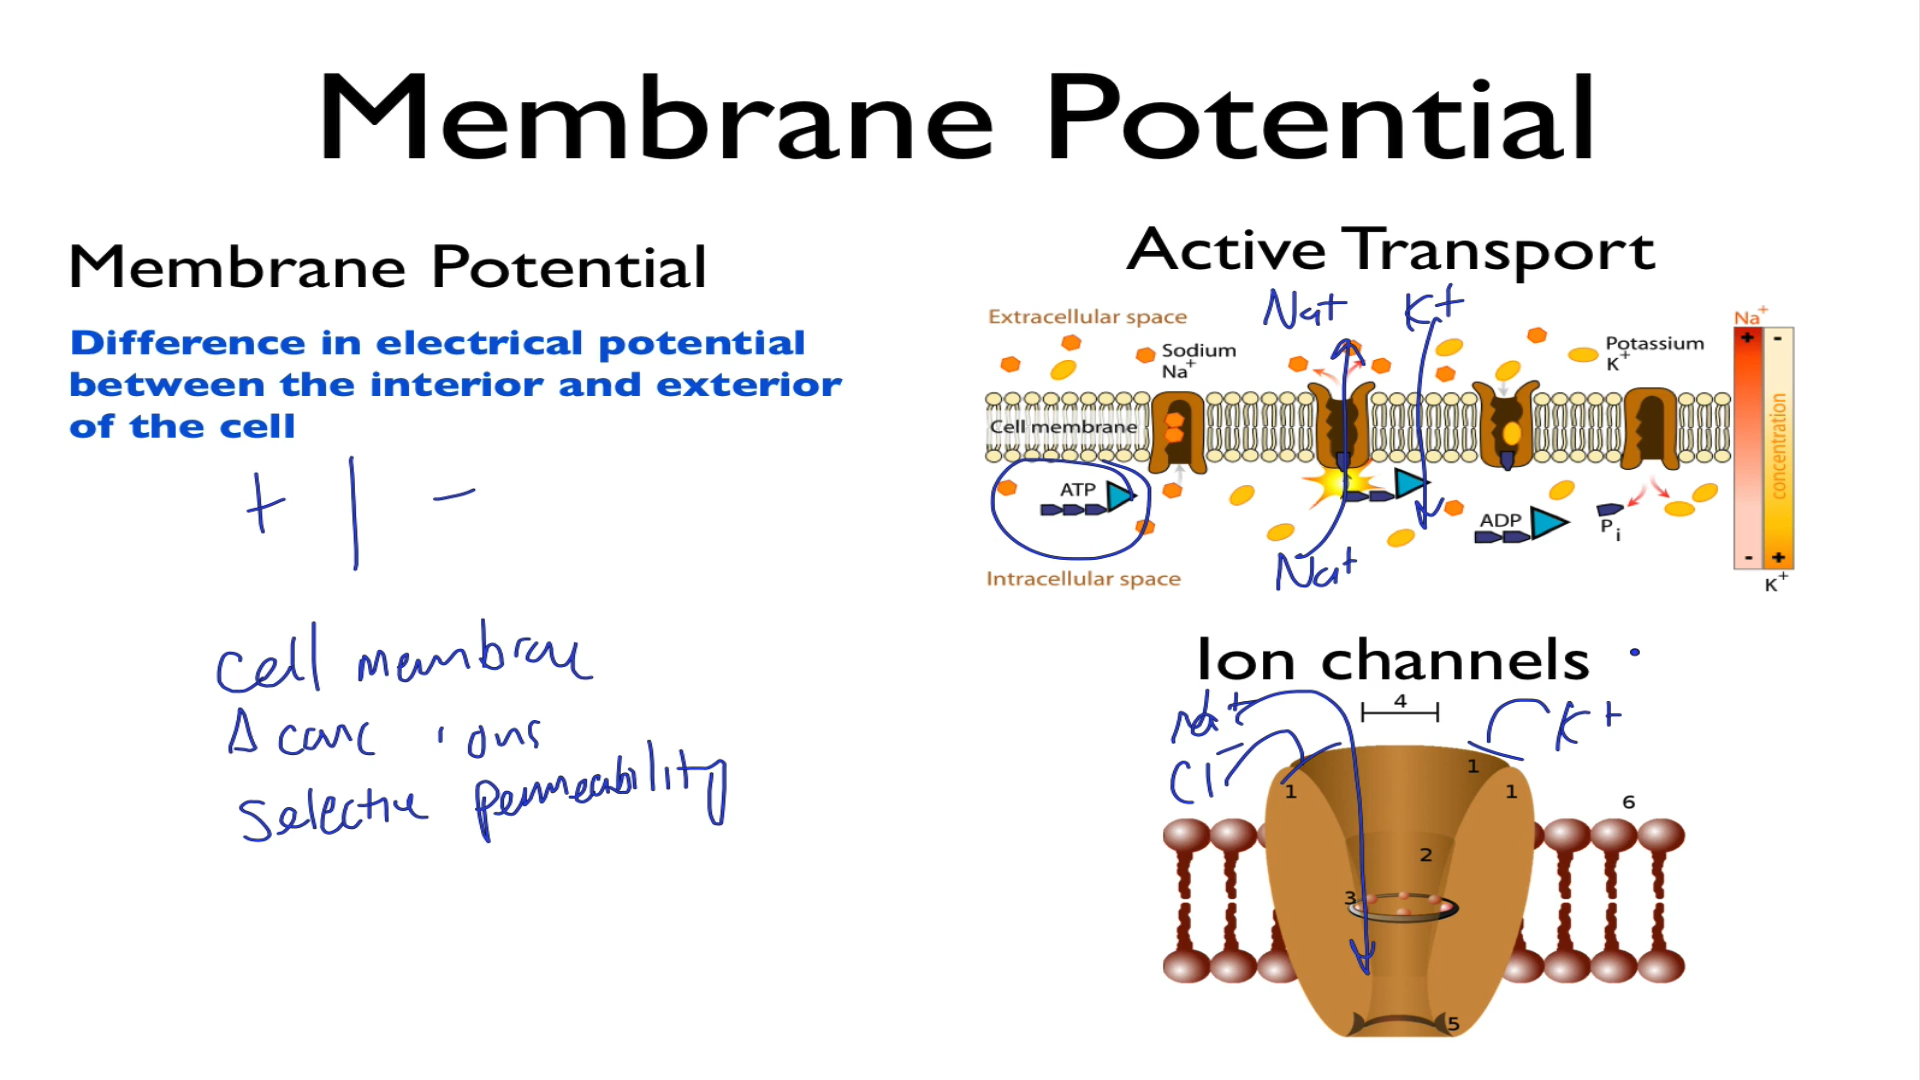 Membrane Potential
Membrane Potential
Difference in electrical potential
between the interior and exterior
of the cell
+ | -
cell membrane
Δ conc ions
Selective permeability
Active Transport
Na+ K+
Extracellular space
Sodium
Na+
Potassium
K+
Na+
+ -
Cell membrane
concentration
ATP
ADP
Pi
Na+
Intracellular space
- +
K+
Ion channels
4
Na+
K+
Cl-
1
1
1
6
2
3
5